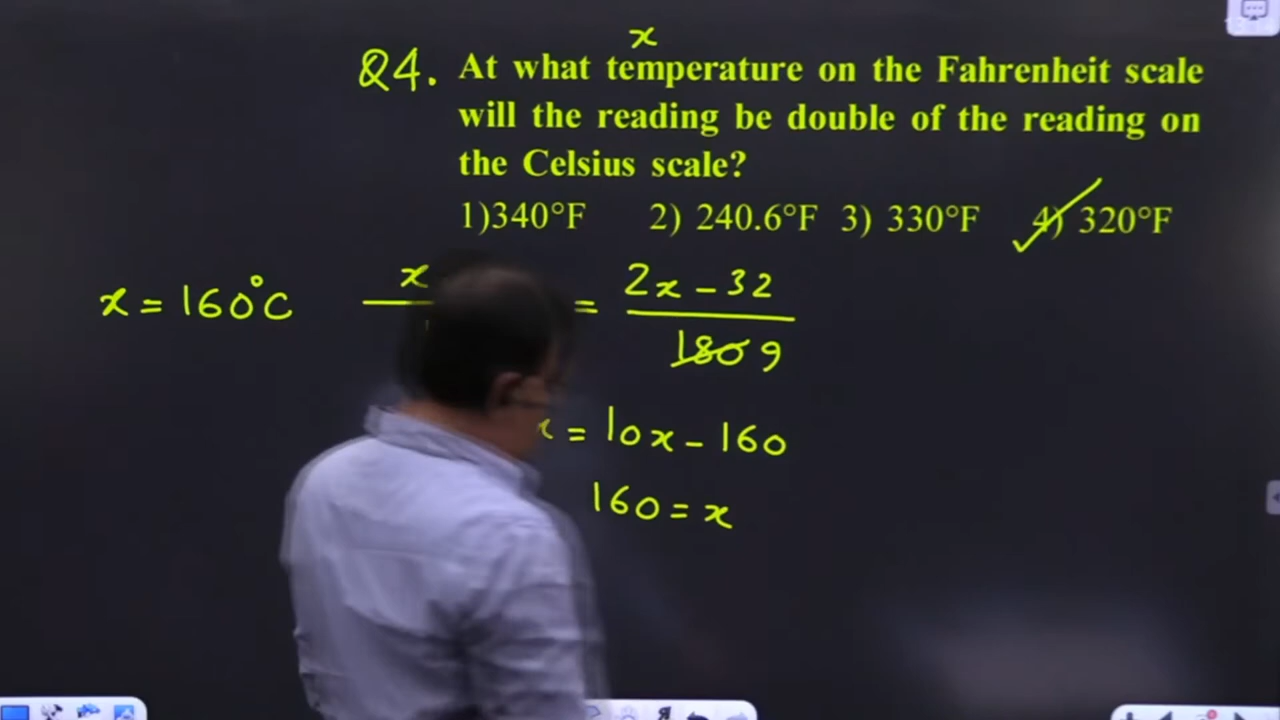 x
Q4. At what temperature on the Fahrenheit scale
will the reading be double of the reading on
the Celsius scale?
1)340°F 2) 240.6°F 3) 330°F 4) 320°F
x = 160°C
x = 2x - 32
180 9
x = 10x - 160
160 = x